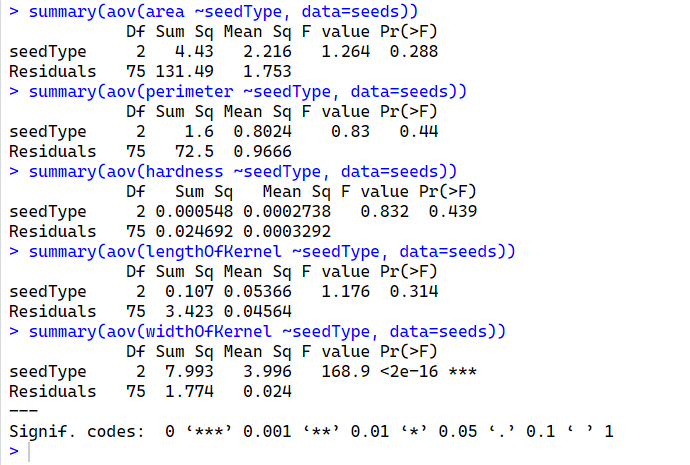 > summary(aov(area ~seedType, data=seeds))
            Df Sum Sq Mean Sq F value Pr(>F)
seedType     2   4.43   2.216   1.264  0.288
Residuals   75 131.49   1.753
> summary(aov(perimeter ~seedType, data=seeds))
            Df Sum Sq Mean Sq F value Pr(>F)
seedType     2    1.6  0.8024    0.83   0.44
Residuals   75   72.5  0.9666
> summary(aov(hardness ~seedType, data=seeds))
            Df   Sum Sq   Mean Sq F value Pr(>F)
seedType     2 0.000548 0.0002738   0.832  0.439
Residuals   75 0.024692 0.0003292
> summary(aov(lengthOfKernel ~seedType, data=seeds))
            Df Sum Sq Mean Sq F value Pr(>F)
seedType     2  0.107 0.05366   1.176  0.314
Residuals   75  3.423 0.04564
> summary(aov(widthOfKernel ~seedType, data=seeds))
            Df Sum Sq Mean Sq F value Pr(>F)
seedType     2  7.993   3.996   168.9 <2e-16 ***
Residuals   75  1.774   0.024
---
Signif. codes:  0 ‘***’ 0.001 ‘**’ 0.01 ‘*’ 0.05 ‘.’ 0.1 ‘ ’ 1
>